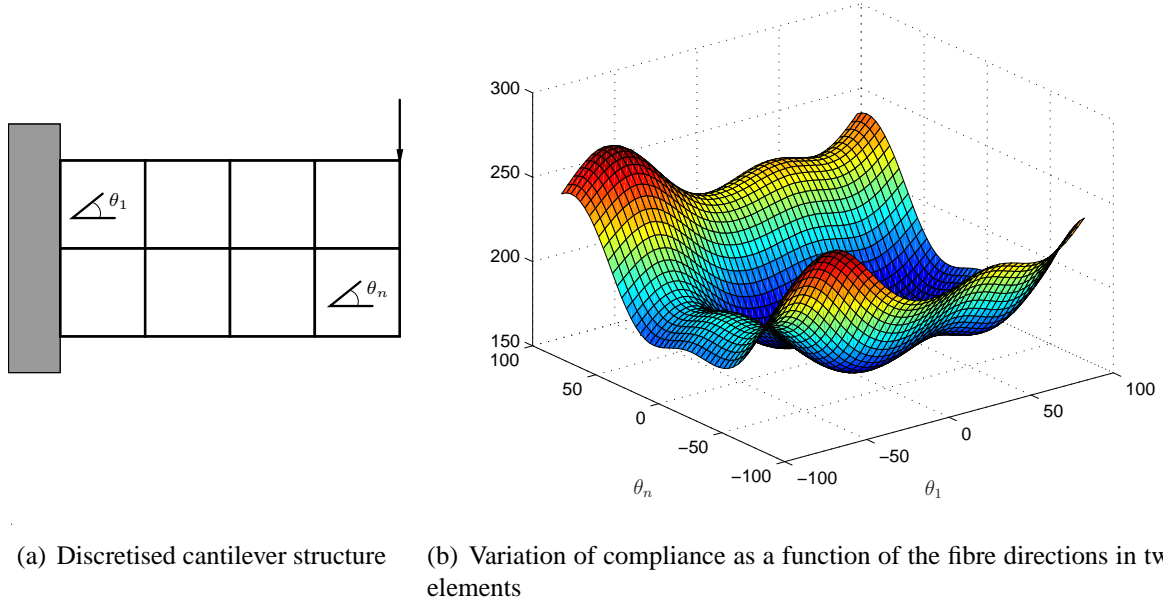 θ1
θn
300
250
200
150
100
50
0
−50
−100
−100
−50
0
50
100
θn
θ1
(a) Discretised cantilever structure
(b) Variation of compliance as a function of the fibre directions in tw
elements